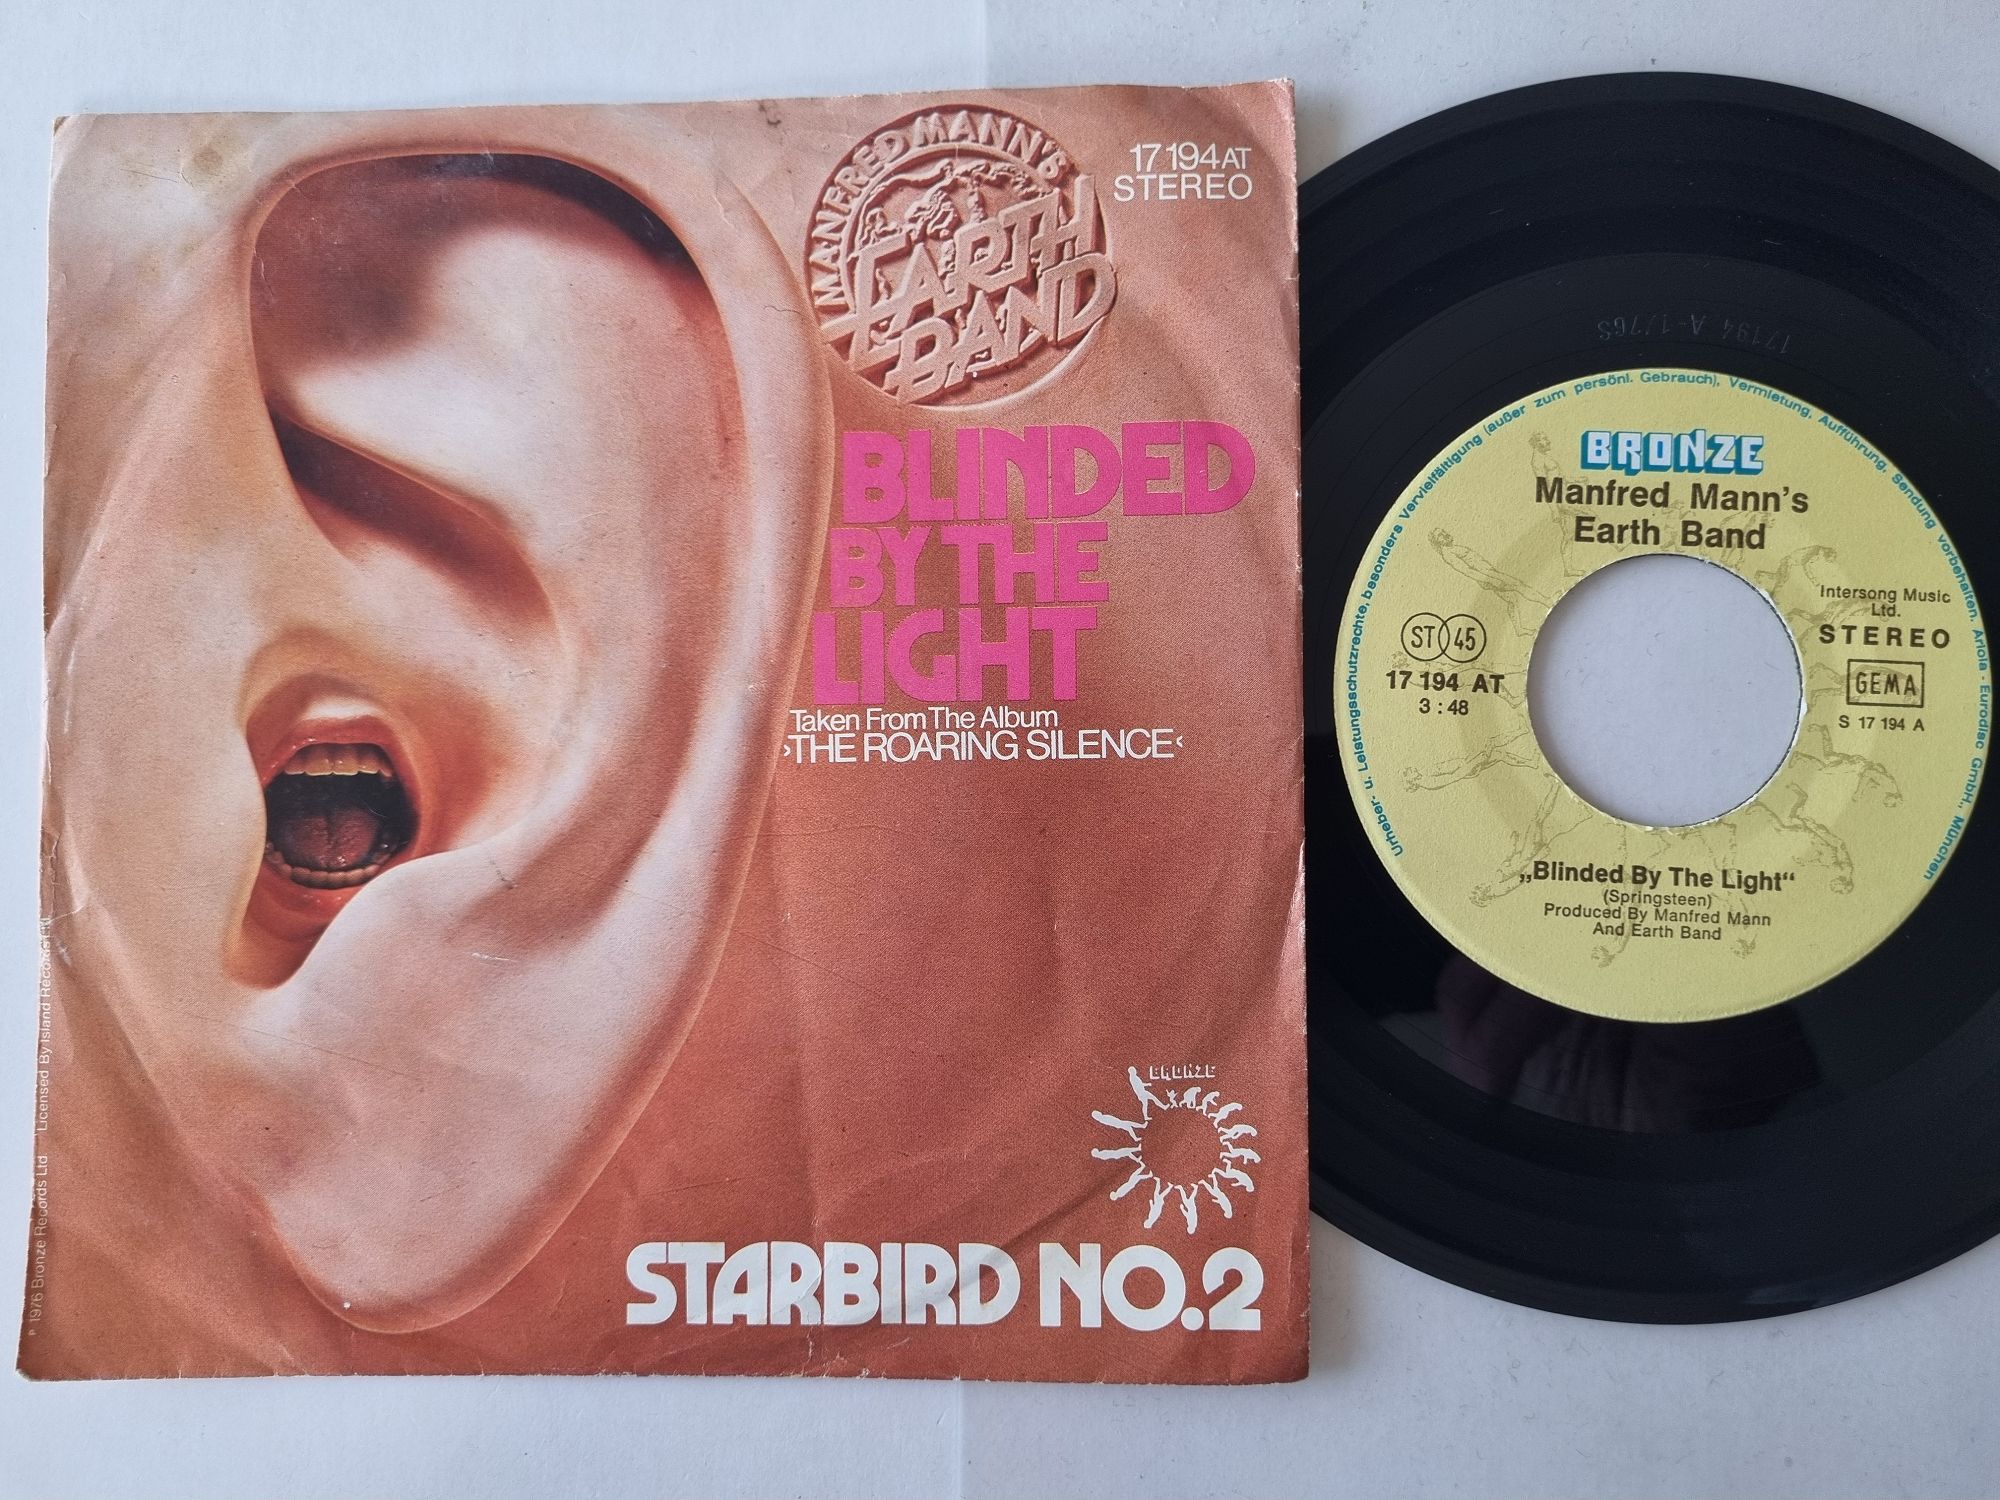 MANFRED MANN'S
EARTH
BAND
17 194 AT
STEREO
BLINDED
BY THE
LIGHT
Taken From The Album
›THE ROARING SILENCE‹
BRONZE
STARBIRD NO.2
P 1976 Bronze Records Ltd Licensed By Island Records Ltd
17194 A-1/76S
Urheber- u. Leistungsschutzrechte, besonders Vervielfältigung (außer zum persönl. Gebrauch), Vermietung, Aufführung, Sendung vorbehalten. Ariola - Eurodisc GmbH., München
BRONZE
Manfred Mann's
Earth Band
Intersong Music
Ltd.
STEREO
GEMA
S 17 194 A
ST 45
17 194 AT
3 : 48
„Blinded By The Light“
(Springsteen)
Produced By Manfred Mann
And Earth Band